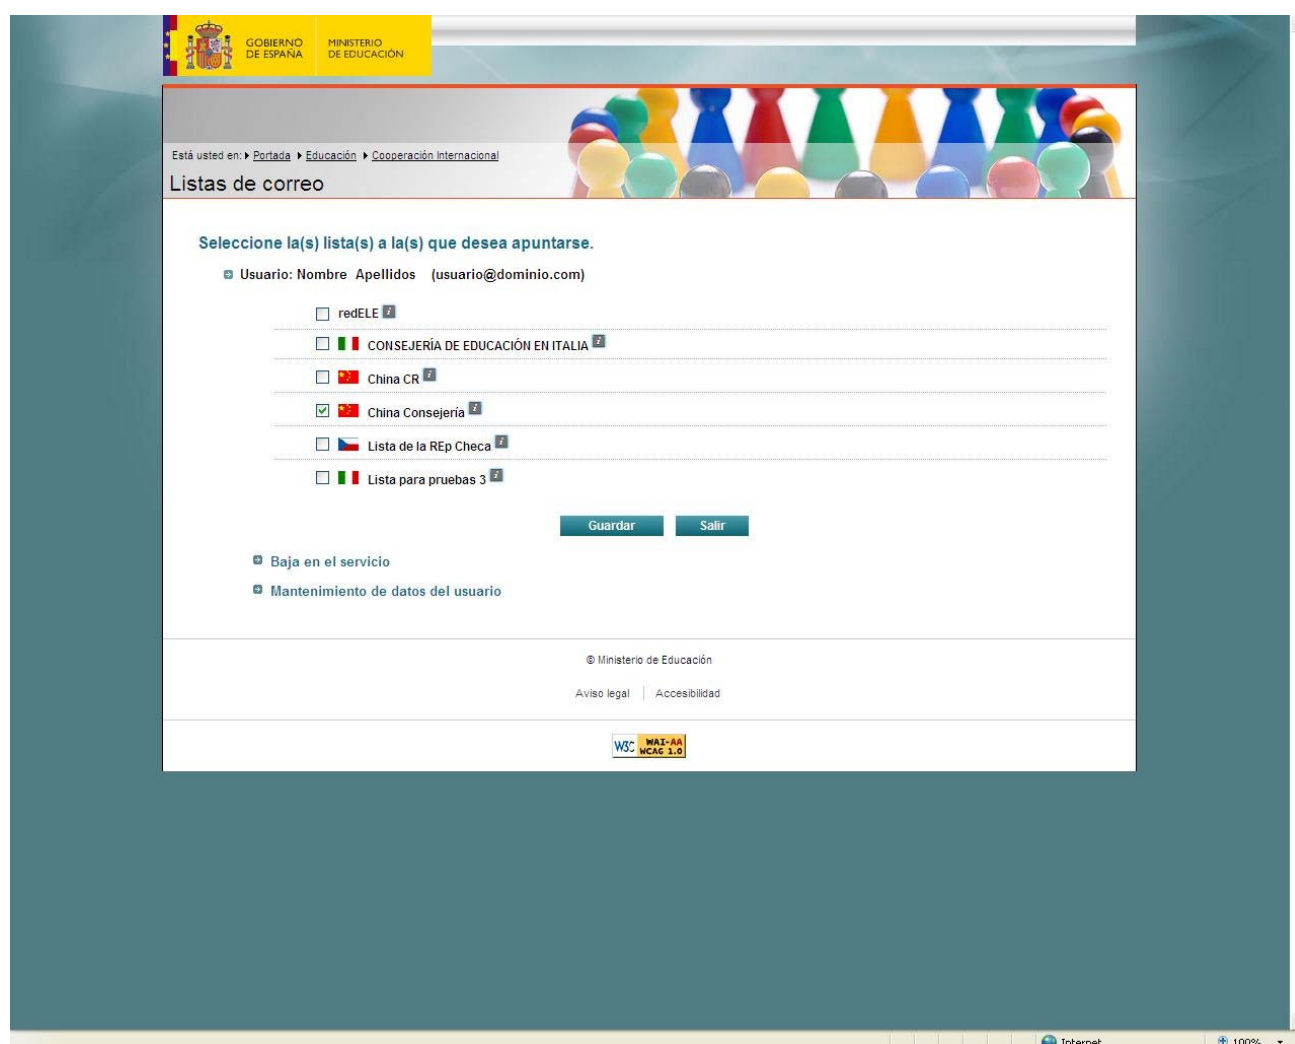 GOBIERNO DE ESPAÑA
MINISTERIO DE EDUCACIÓN
Está usted en: Portada Educación Cooperación Internacional
Listas de correo
Seleccione la(s) lista(s) a la(s) que desea apuntarse.
Usuario: Nombre Apellidos (usuario@dominio.com)
redELE i
CONSEJERÍA DE EDUCACIÓN EN ITALIA i
China CR i
China Consejería i
Lista de la REp Checa i
Lista para pruebas 3 i
Guardar Salir
Baja en el servicio
Mantenimiento de datos del usuario
© Ministerio de Educación
Aviso legal Accesibilidad
W3C WAI-AA WCAG 1.0
Internet 100%